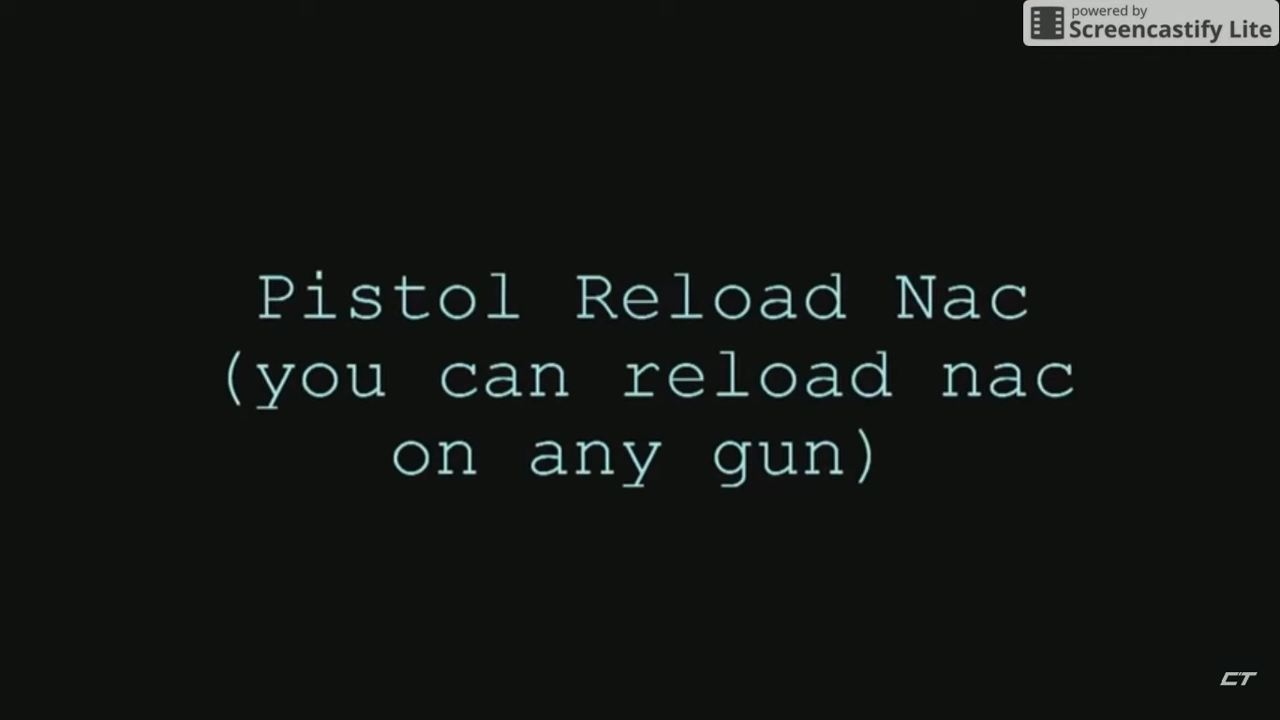 powered by
Screencastify Lite
Pistol Reload Nac
(you can reload nac
on any gun)
CT